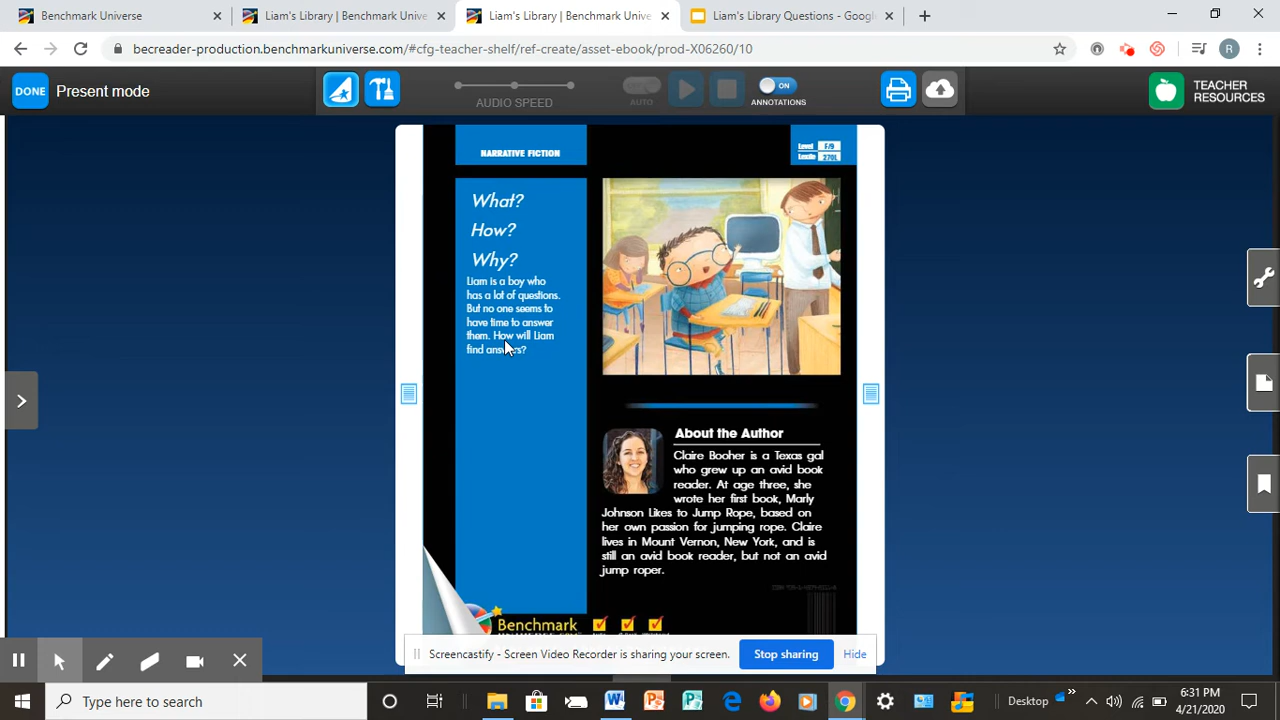 Benchmark Universe
Liam's Library | Benchmark Unive
Liam's Library | Benchmark Unive
Liam's Library Questions - Googl
becreader-production.benchmarkuniverse.com/#cfg-teacher-shelf/ref-create/asset-ebook/prod-X06260/10
R
DONE Present mode
AUDIO SPEED
AUTO
ON
ANNOTATIONS
TEACHER
RESOURCES
NARRATIVE FICTION
Level F/9
Lexile 270L
What?
How?
Why?
Liam is a boy who
has a lot of questions.
But no one seems to
have time to answer
them. How will Liam
find answers?
About the Author
Claire Booher is a Texas gal
who grew up an avid book
reader. At age three, she
wrote her first book, Marly
Johnson Likes to Jump Rope, based on
her own passion for jumping rope. Claire
lives in Mount Vernon, New York, and is
still an avid book reader, but not an avid
jump roper.
Benchmark
Screencastify - Screen Video Recorder is sharing your screen.
Stop sharing
Hide
Type here to search
Desktop
6:31 PM
4/21/2020